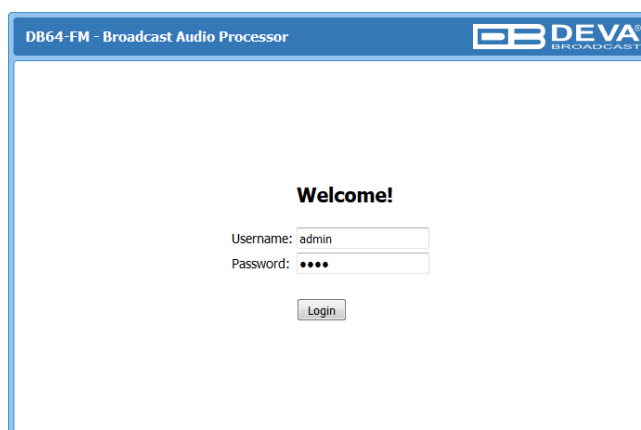 DB64-FM - Broadcast Audio Processor
DEVA®
BROADCAST
Welcome!
Username: admin
Password: ••••
Login